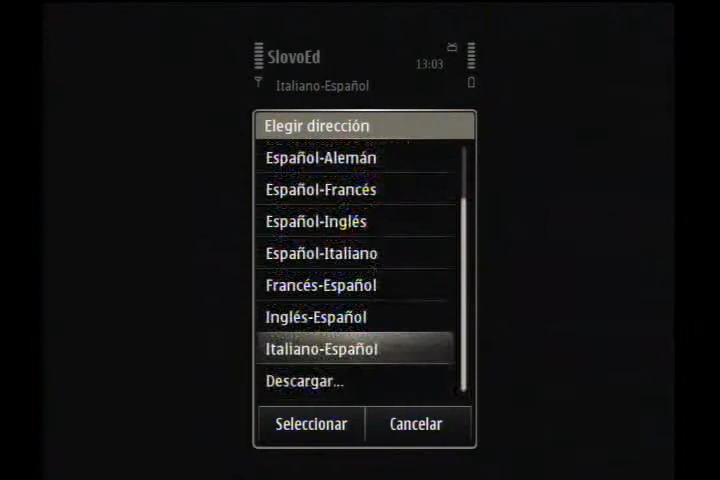 SlovoEd
13:03
Italiano-Español
Elegir dirección
Español-Alemán
Español-Francés
Español-Inglés
Español-Italiano
Francés-Español
Inglés-Español
Italiano-Español
Descargar...
Seleccionar Cancelar